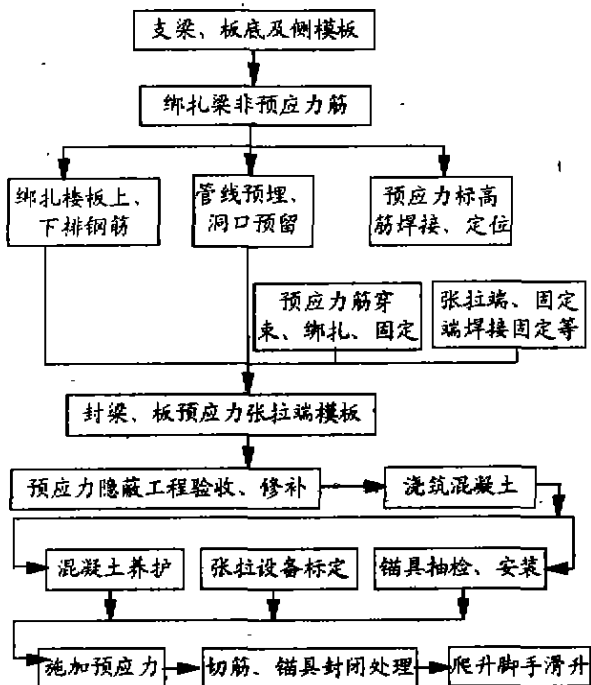 支梁、板底及侧模板
绑扎梁非预应力筋
绑扎楼板上、
下排钢筋
管线预埋、
洞口预留
预应力标高
筋焊接、定位
预应力筋穿
束、绑扎、固定
张拉端、固定
端焊接固定等
封梁、板预应力张拉端模板
预应力隐蔽工程验收、修补
浇筑混凝土
混凝土养护
张拉设备标定
锚具抽检、安装
施加预应力
切筋、锚具封闭处理
爬升脚手滑升